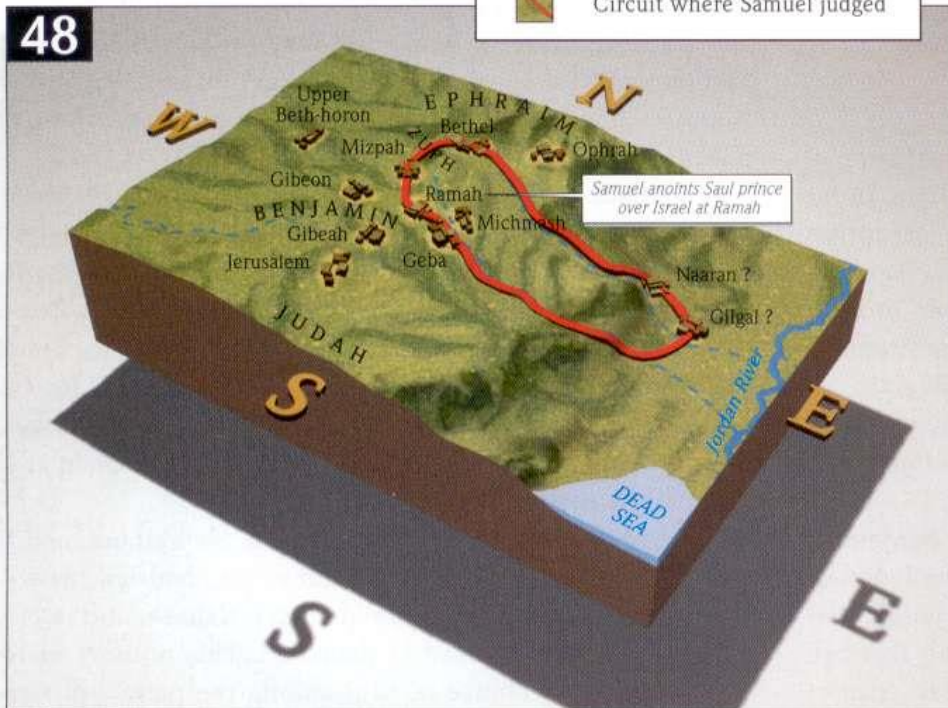 Circuit where Samuel judged
48
N
W
EPHRAIM
Upper
Beth-horon
Bethel
Ophrah
Mizpah
ZUPH
Gibeon
Ramah
Samuel anoints Saul prince
over Israel at Ramah
BENJAMIN
Michmash
Gibeah
Geba
Jerusalem
Naaran ?
Gilgal ?
JUDAH
Jordan River
S
E
DEAD
SEA
S
E